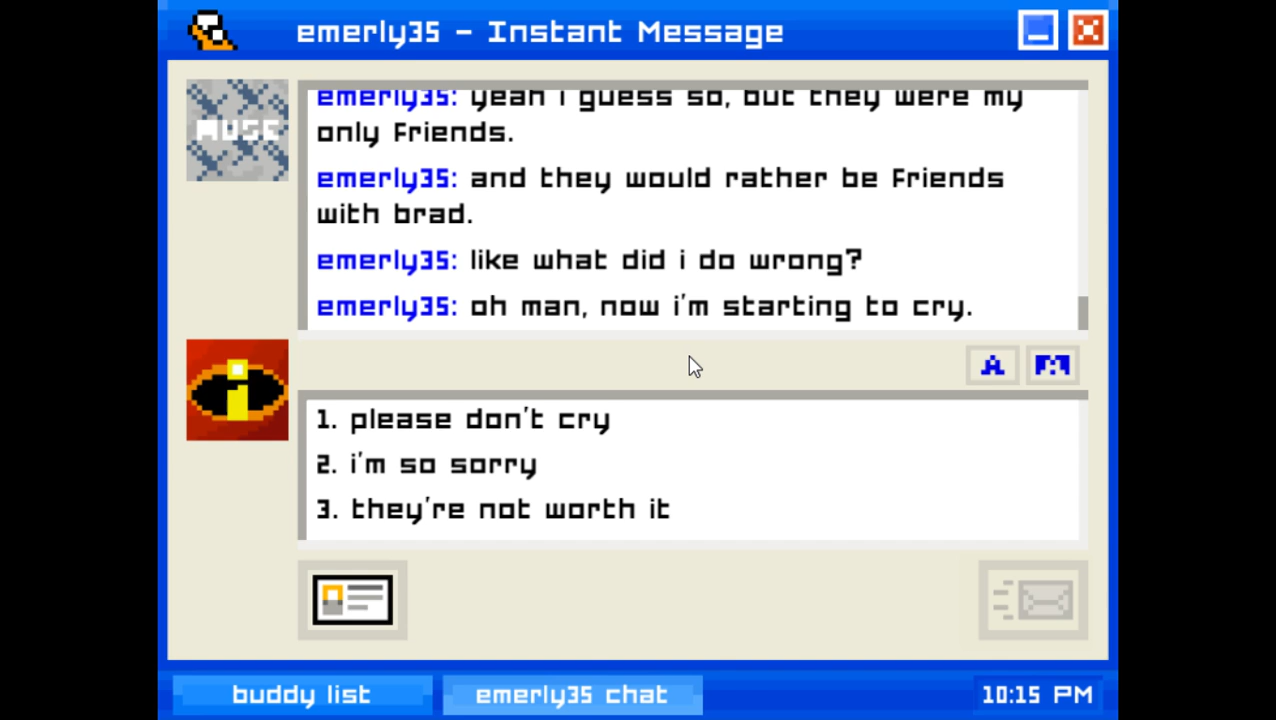 emerly35 - Instant Message
MUSE
emerly35: yeah i guess so, but they were my
only friends.
emerly35: and they would rather be friends
with brad.
emerly35: like what did i do wrong?
emerly35: oh man, now i'm starting to cry.
i
A
1. please don't cry
2. i'm so sorry
3. they're not worth it
buddy list
emerly35 chat
10:15 PM